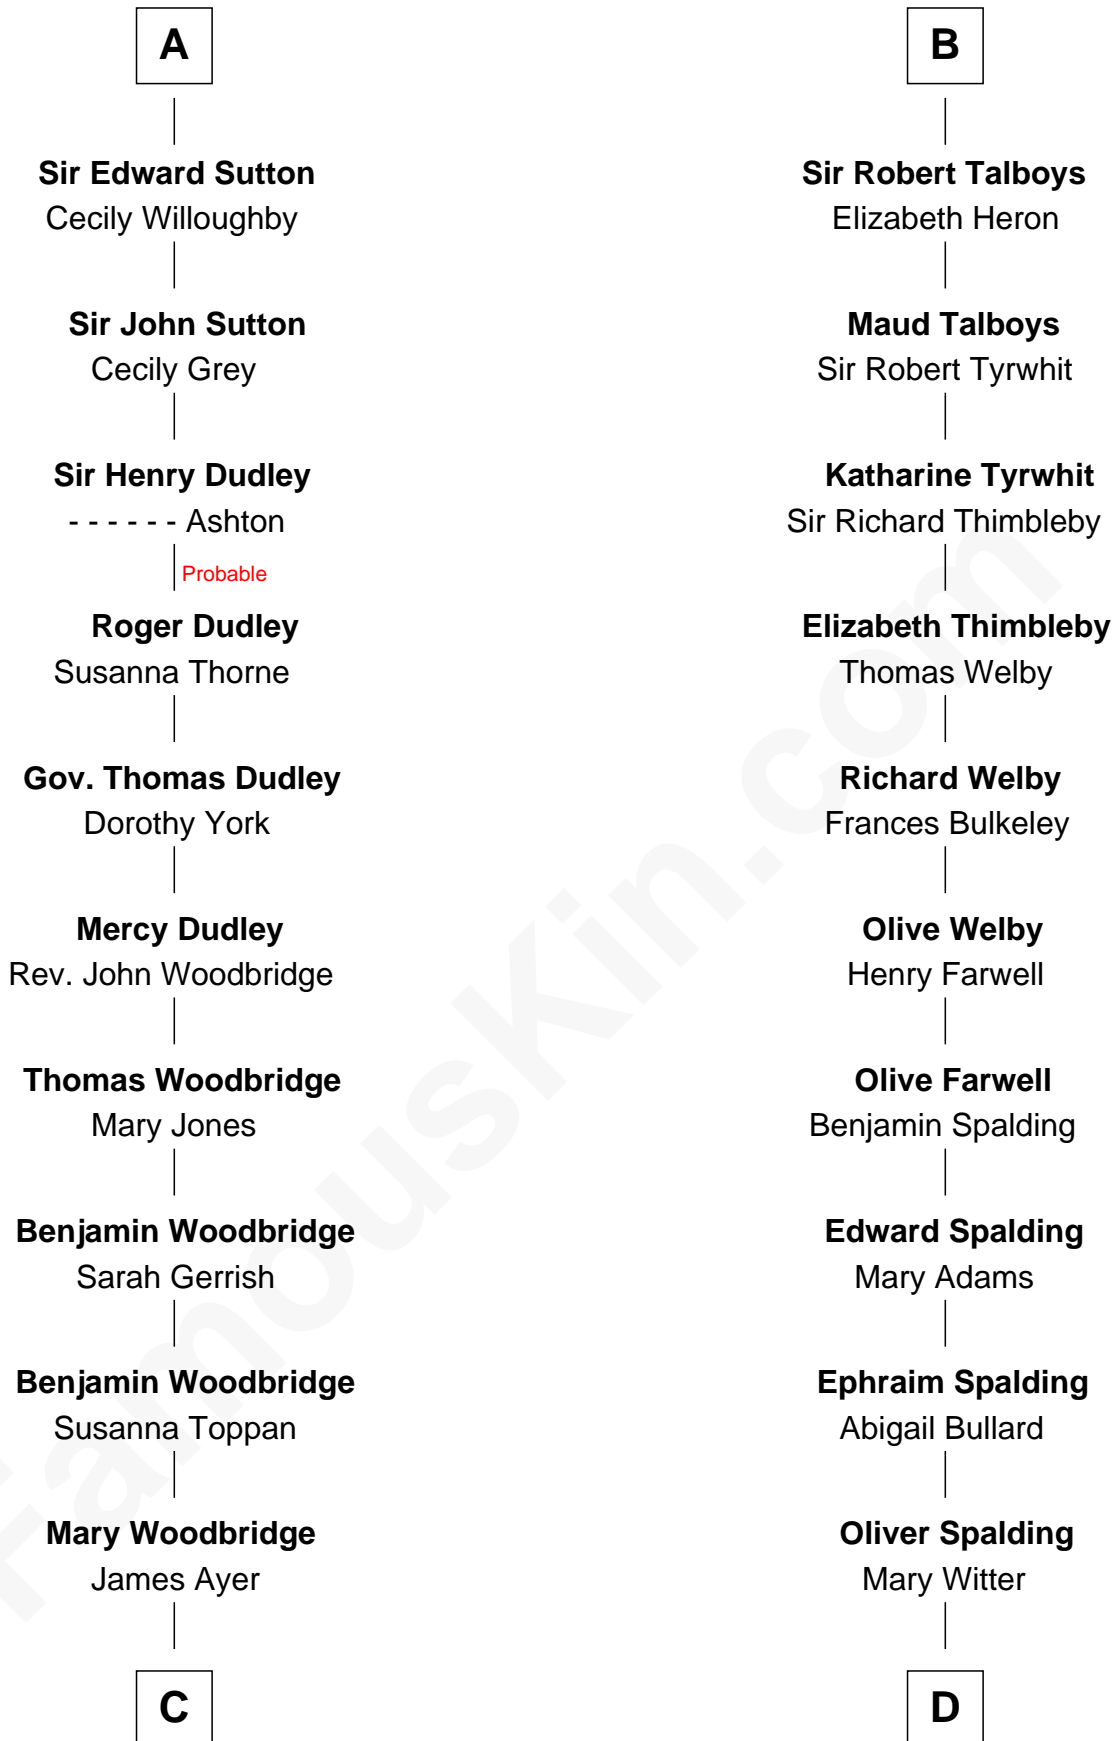 A
Sir Edward Sutton
Cecily Willoughby
Sir John Sutton
Cecily Grey
Sir Henry Dudley
- - - - - - Ashton
Probable
Roger Dudley
Susanna Thorne
Gov. Thomas Dudley
Dorothy York
Mercy Dudley
Rev. John Woodbridge
Thomas Woodbridge
Mary Jones
Benjamin Woodbridge
Sarah Gerrish
Benjamin Woodbridge
Susanna Toppan
Mary Woodbridge
James Ayer
C
B
Sir Robert Talboys
Elizabeth Heron
Maud Talboys
Sir Robert Tyrwhit
Katharine Tyrwhit
Sir Richard Thimbleby
Elizabeth Thimbleby
Thomas Welby
Richard Welby
Frances Bulkeley
Olive Welby
Henry Farwell
Olive Farwell
Benjamin Spalding
Edward Spalding
Mary Adams
Ephraim Spalding
Abigail Bullard
Oliver Spalding
Mary Witter
D
FamousKin.com